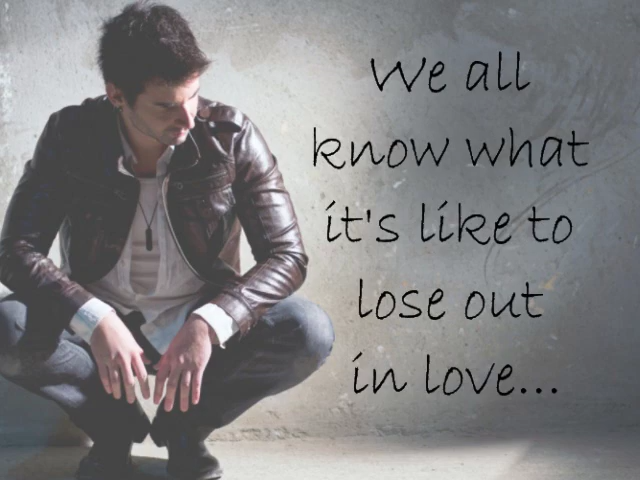 We all
know what
it's like to
lose out
in love...